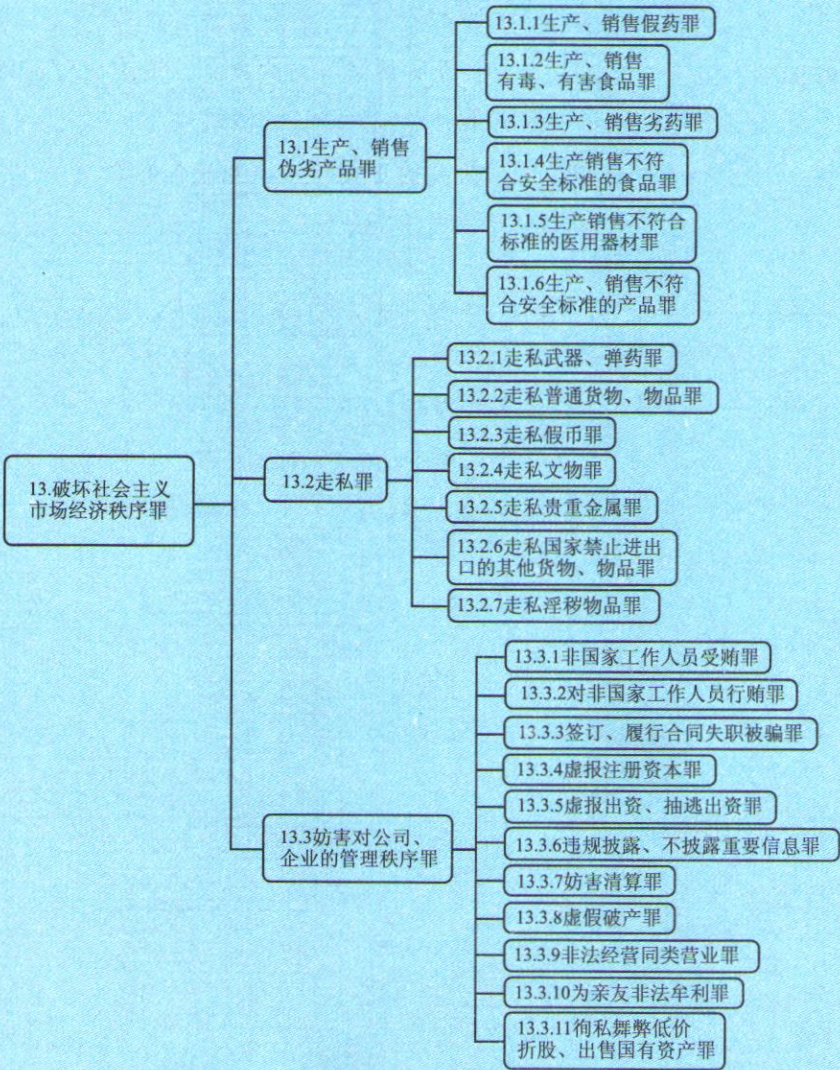 13.破坏社会主义
市场经济秩序罪
13.1生产、销售
伪劣产品罪
13.1.1生产、销售假药罪
13.1.2生产、销售
有毒、有害食品罪
13.1.3生产、销售劣药罪
13.1.4生产销售不符
合安全标准的食品罪
13.1.5生产销售不符合
标准的医用器材罪
13.1.6生产、销售不符
合安全标准的产品罪
13.2走私罪
13.2.1走私武器、弹药罪
13.2.2走私普通货物、物品罪
13.2.3走私假币罪
13.2.4走私文物罪
13.2.5走私贵重金属罪
13.2.6走私国家禁止进出
口的其他货物、物品罪
13.2.7走私淫秽物品罪
13.3妨害对公司、
企业的管理秩序罪
13.3.1非国家工作人员受贿罪
13.3.2对非国家工作人员行贿罪
13.3.3签订、履行合同失职被骗罪
13.3.4虚报注册资本罪
13.3.5虚报出资、抽逃出资罪
13.3.6违规披露、不披露重要信息罪
13.3.7妨害清算罪
13.3.8虚假破产罪
13.3.9非法经营同类营业罪
13.3.10为亲友非法牟利罪
13.3.11徇私舞弊低价
折股、出售国有资产罪